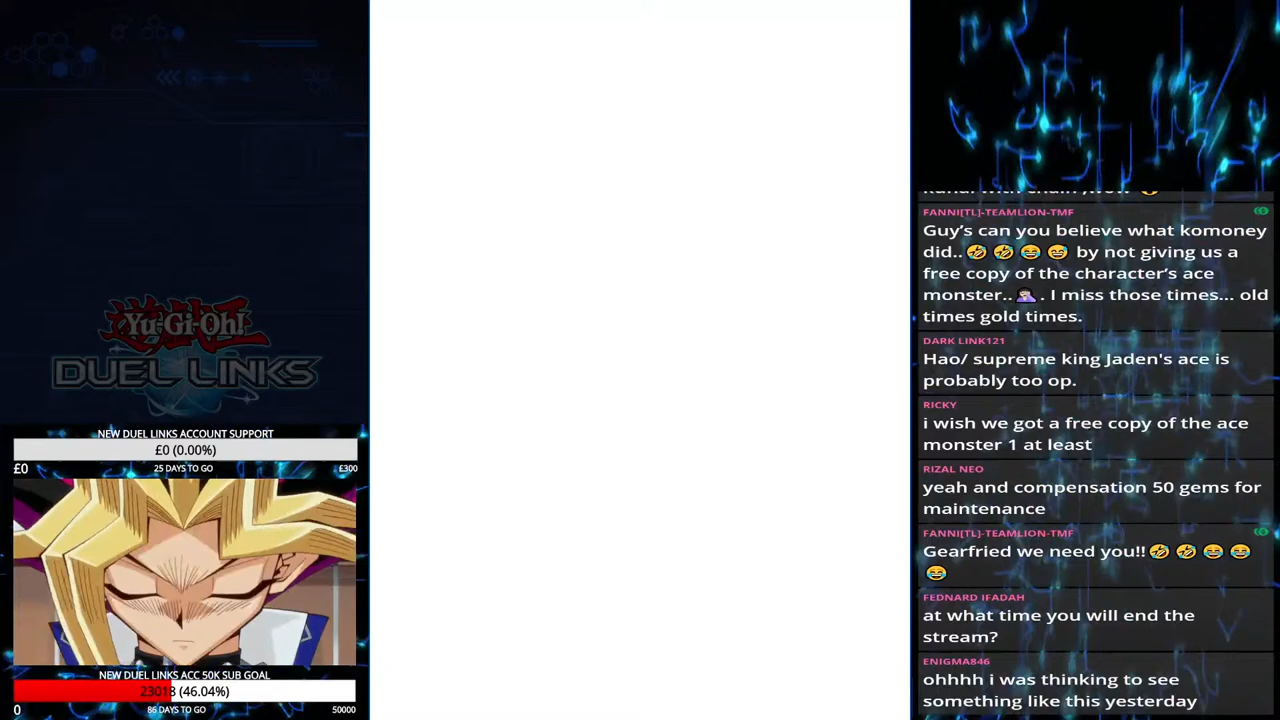 遊戯王
Yu-Gi-Oh!
DUEL LINKS
NEW DUEL LINKS ACCOUNT SUPPORT
£0 (0.00%)
£0
25 DAYS TO GO
£300
NEW DUEL LINKS ACC 50K SUB GOAL
23018 (46.04%)
0
86 DAYS TO GO
50000
FANNI[TL]-TEAMLION-TMF
Guy's can you believe what komoney
did..🤣 🤣 😂 😅 by not giving us a
free copy of the character's ace
monster..🤦🏻‍♀️. I miss those times... old
times gold times.
DARK LINK121
Hao/ supreme king Jaden's ace is
probably too op.
RICKY
i wish we got a free copy of the ace
monster 1 at least
RIZAL NEO
yeah and compensation 50 gems for
maintenance
FANNI[TL]-TEAMLION-TMF
Gearfried we need you!!🤣 🤣 😂 😂
😂
FEDNARD IFADAH
at what time you will end the
stream?
ENIGMA846
ohhhh i was thinking to see
something like this yesterday